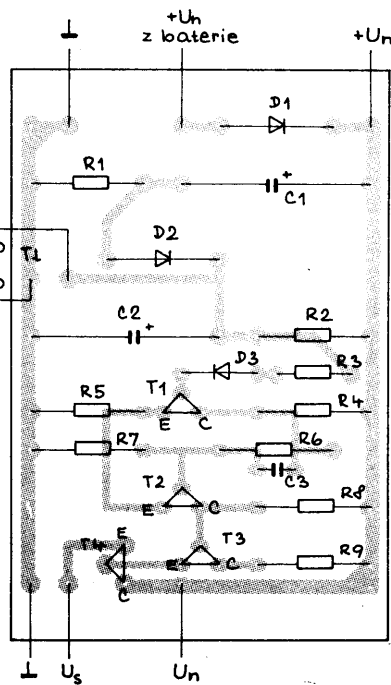 ⊥ +Un z baterie +Un
D1
R1 + C1
D2
Tl
C2 + R2
D3 R3
T1
R5 E C R4
R7 R6
C3
T2 R8
E C
T3
T4 E E C R9
C
⊥ Us Un